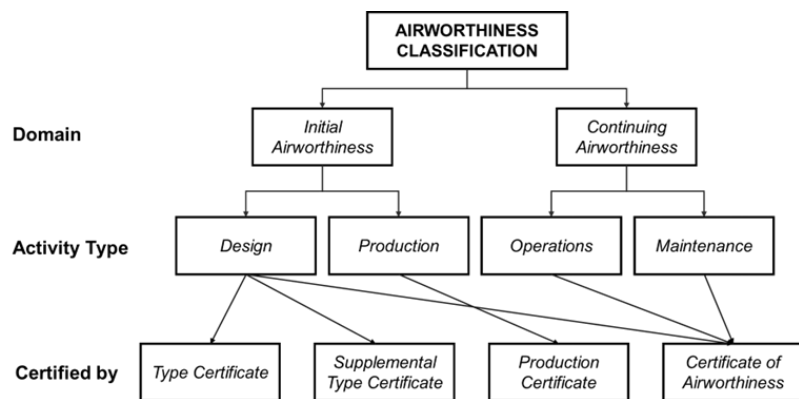 AIRWORTHINESS
CLASSIFICATION
Domain
Initial
Airworthiness
Continuing
Airworthiness
Activity Type
Design
Production
Operations
Maintenance
Certified by
Type Certificate
Supplemental
Type Certificate
Production
Certificate
Certificate of
Airworthiness